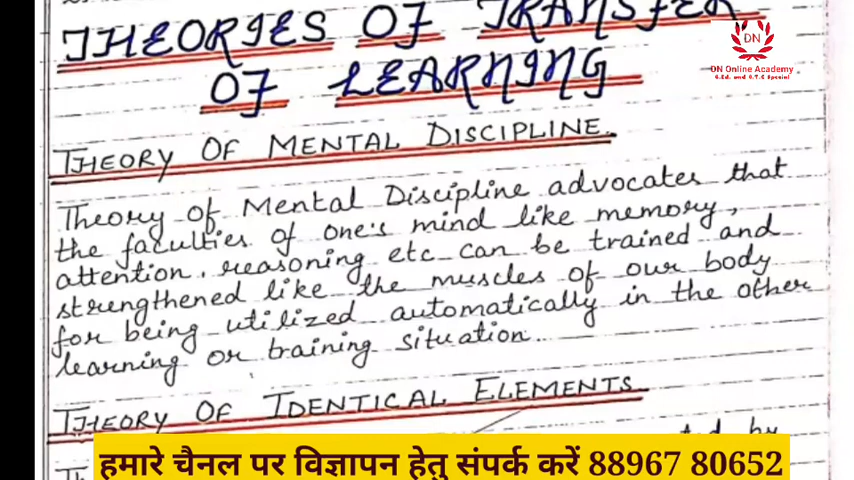 THEORIES OF TRANSFER
OF LEARNING
DN
DN Online Academy
THEORY OF MENTAL DISCIPLINE.
Theory of Mental Discipline advocates that
the faculties of one's mind like memory,
attention, reasoning etc can be trained and
strengthened like the muscles of our body
for being utilized automatically in the other
learning or training situation.
THEORY OF IDENTICAL ELEMENTS
by
हमारे चैनल पर विज्ञापन हेतु संपर्क करें 88967 80652